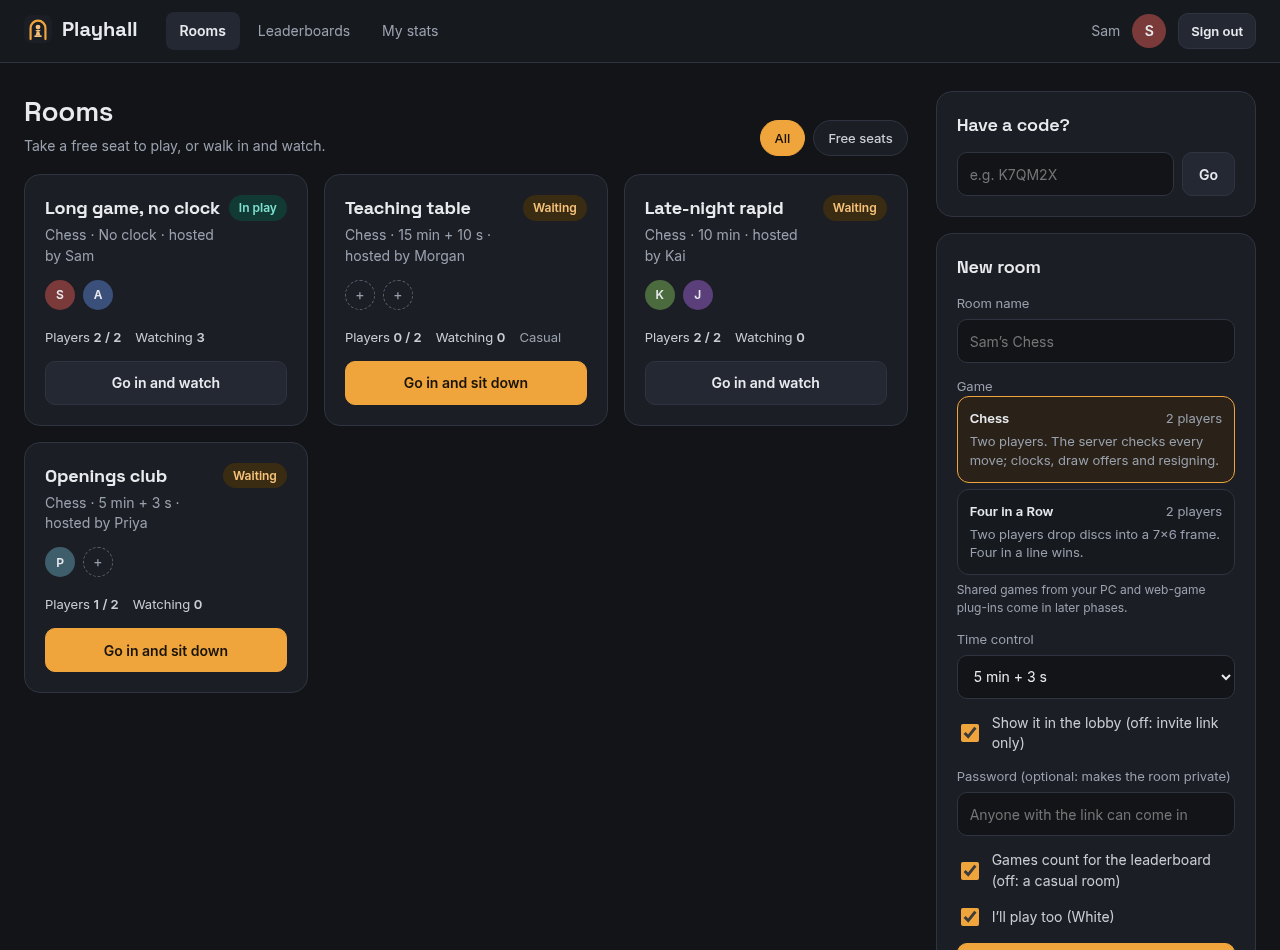 Playhall
Rooms
Leaderboards
My stats
Sam
S
Sign out
Rooms
Take a free seat to play, or walk in and watch.
All
Free seats
Long game, no clock
In play
Chess · No clock · hosted
by Sam
S
A
Players 2 / 2
Watching 3
Go in and watch
Teaching table
Waiting
Chess · 15 min + 10 s ·
hosted by Morgan
+
+
Players 0 / 2
Watching 0
Casual
Go in and sit down
Late-night rapid
Waiting
Chess · 10 min · hosted
by Kai
K
J
Players 2 / 2
Watching 0
Go in and watch
Openings club
Waiting
Chess · 5 min + 3 s ·
hosted by Priya
P
+
Players 1 / 2
Watching 0
Go in and sit down
Have a code?
e.g. K7QM2X
Go
New room
Room name
Sam's Chess
Game
Chess
2 players
Two players. The server checks every
move; clocks, draw offers and resigning.
Four in a Row
2 players
Two players drop discs into a 7×6 frame.
Four in a line wins.
Shared games from your PC and web-game
plug-ins come in later phases.
Time control
5 min + 3 s
Show it in the lobby (off: invite link
only)
Password (optional: makes the room private)
Anyone with the link can come in
Games count for the leaderboard
(off: a casual room)
I'll play too (White)